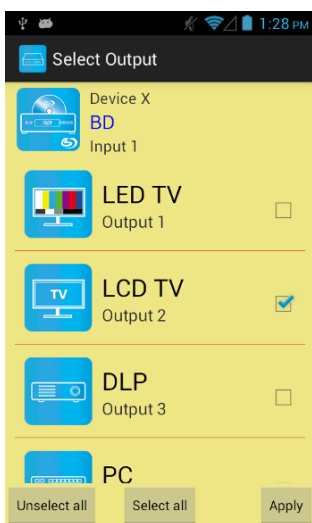 1:28 PM
Select Output
Device X
BD
Input 1
LED TV
Output 1
TV
LCD TV
Output 2
DLP
Output 3
PC
Unselect all
Select all
Apply